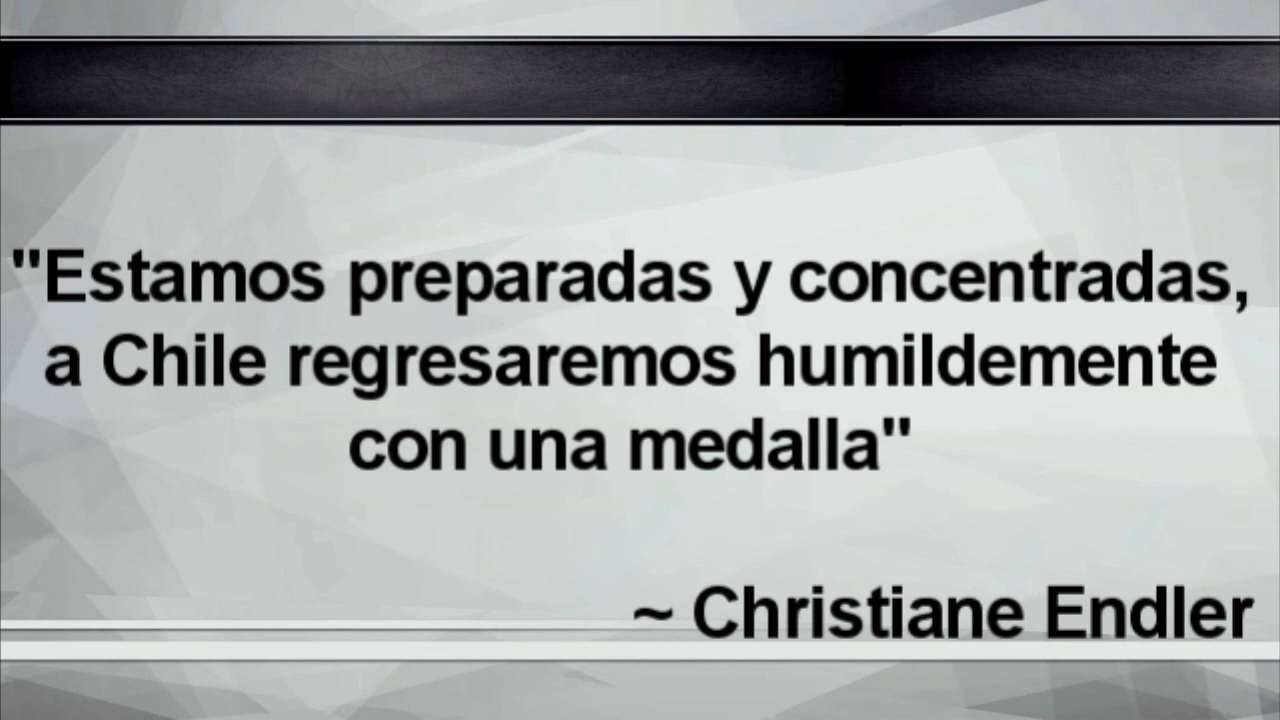 "Estamos preparadas y concentradas,
a Chile regresaremos humildemente
con una medalla"
~ Christiane Endler